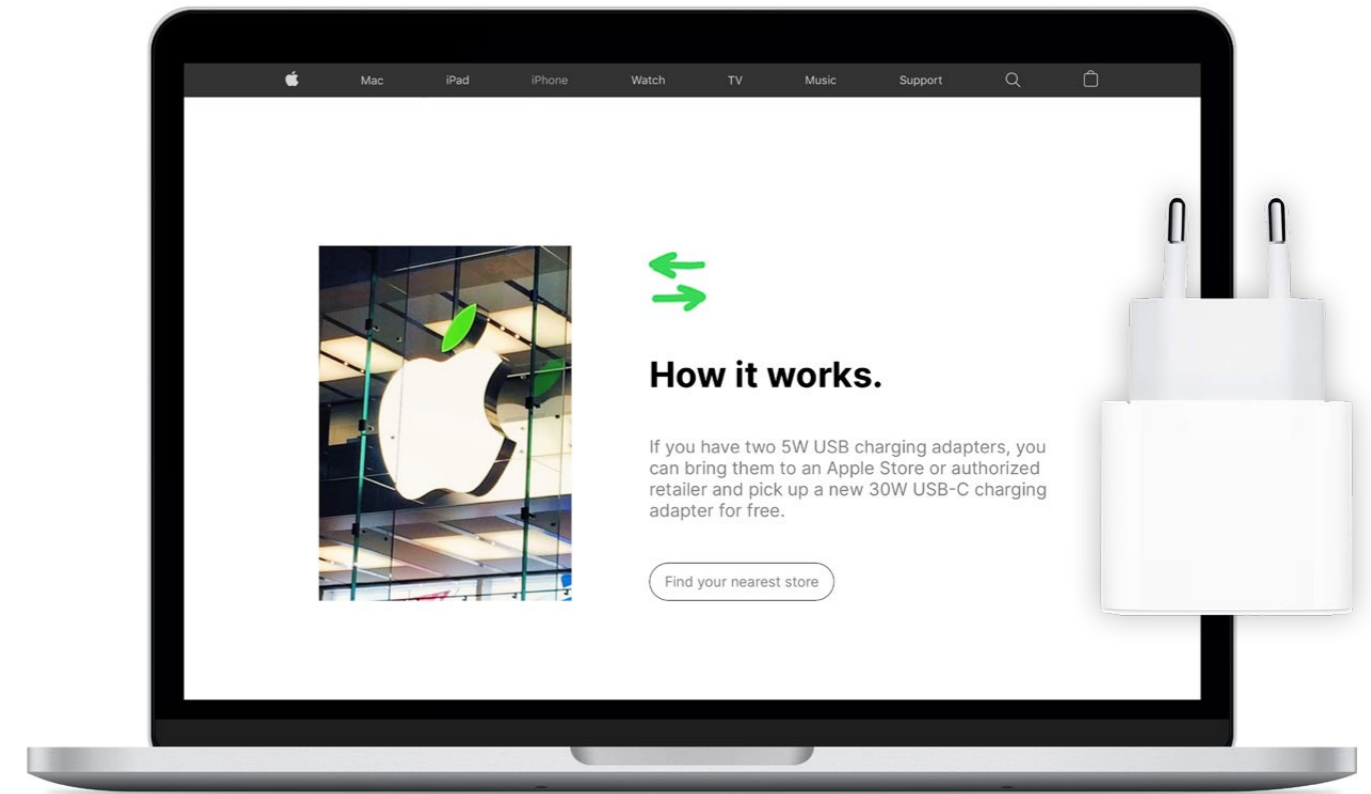 Mac iPad iPhone Watch TV Music Support
How it works.
If you have two 5W USB charging adapters, you
can bring them to an Apple Store or authorized
retailer and pick up a new 30W USB-C charging
adapter for free.
Find your nearest store